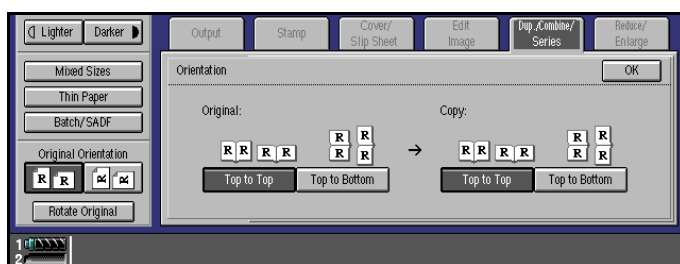 Lighter Darker
Output
Stamp
Cover/
Slip Sheet
Edit
Image
Dup./Combine/
Series
Reduce/
Enlarge
Mixed Sizes
Thin Paper
Batch/SADF
Original Orientation
R R R R
Rotate Original
Orientation
OK
Original:
Copy:
R R R R R R R R → R R R R R R R R
Top to Top Top to Bottom
Top to Top Top to Bottom
1
2